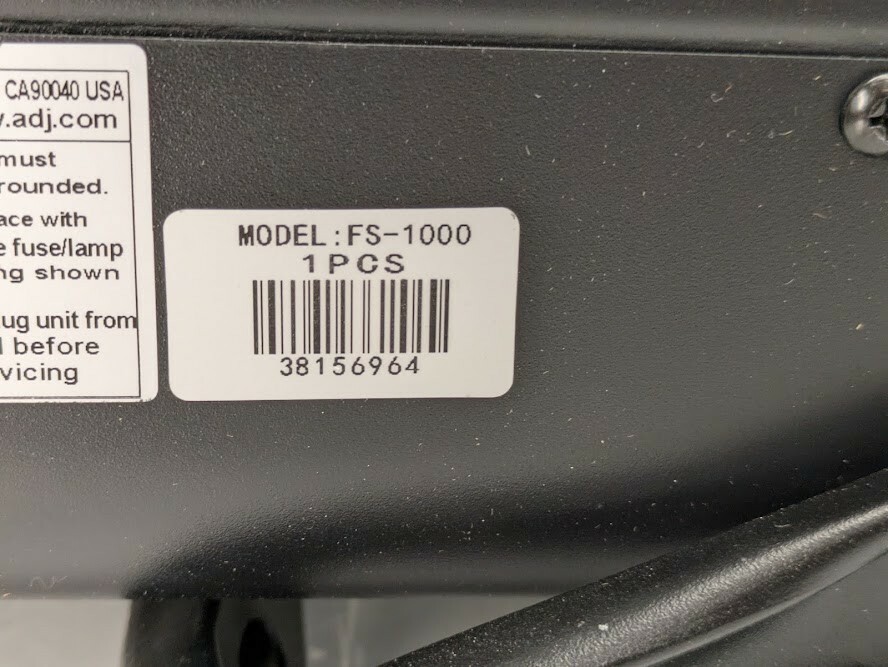 CA90040 USA
.adj.com
must
rounded.
ace with
e fuse/lamp
ng shown
ug unit from
before
vicing
MODEL:FS-1000
1PCS
38156964